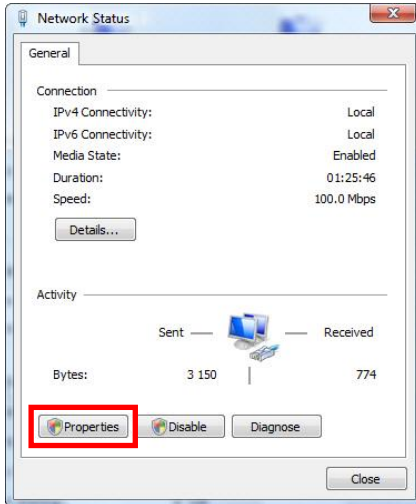 Network Status
General
Connection
IPv4 Connectivity: Local
IPv6 Connectivity: Local
Media State: Enabled
Duration: 01:25:46
Speed: 100.0 Mbps
Details...
Activity
Sent Received
Bytes: 3 150 774
Properties Disable Diagnose
Close